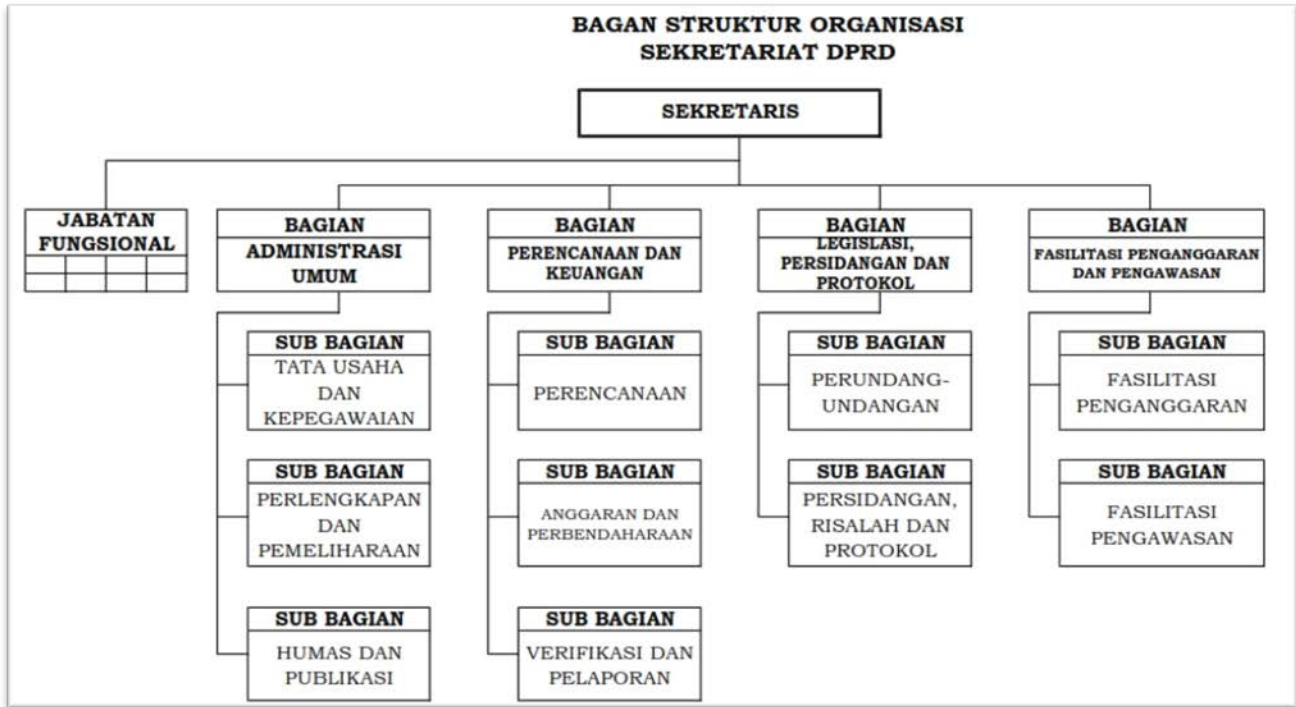 BAGAN STRUKTUR ORGANISASI
SEKRETARIAT DPRD
SEKRETARIS
JABATAN
FUNGSIONAL
BAGIAN
ADMINISTRASI
UMUM
BAGIAN
PERENCANAAN DAN
KEUANGAN
BAGIAN
LEGISLASI,
PERSIDANGAN DAN
PROTOKOL
BAGIAN
FASILITASI PENGANGGARAN
DAN PENGAWASAN
SUB BAGIAN
TATA USAHA
DAN
KEPEGAWAIAN
SUB BAGIAN
PERENCANAAN
SUB BAGIAN
PERUNDANG-
UNDANGAN
SUB BAGIAN
FASILITASI
PENGANGGARAN
SUB BAGIAN
PERLENGKAPAN
DAN
PEMELIHARAAN
SUB BAGIAN
ANGGARAN DAN
PERBENDAHARAAN
SUB BAGIAN
PERSIDANGAN,
RISALAH DAN
PROTOKOL
SUB BAGIAN
FASILITASI
PENGAWASAN
SUB BAGIAN
HUMAS DAN
PUBLIKASI
SUB BAGIAN
VERIFIKASI DAN
PELAPORAN